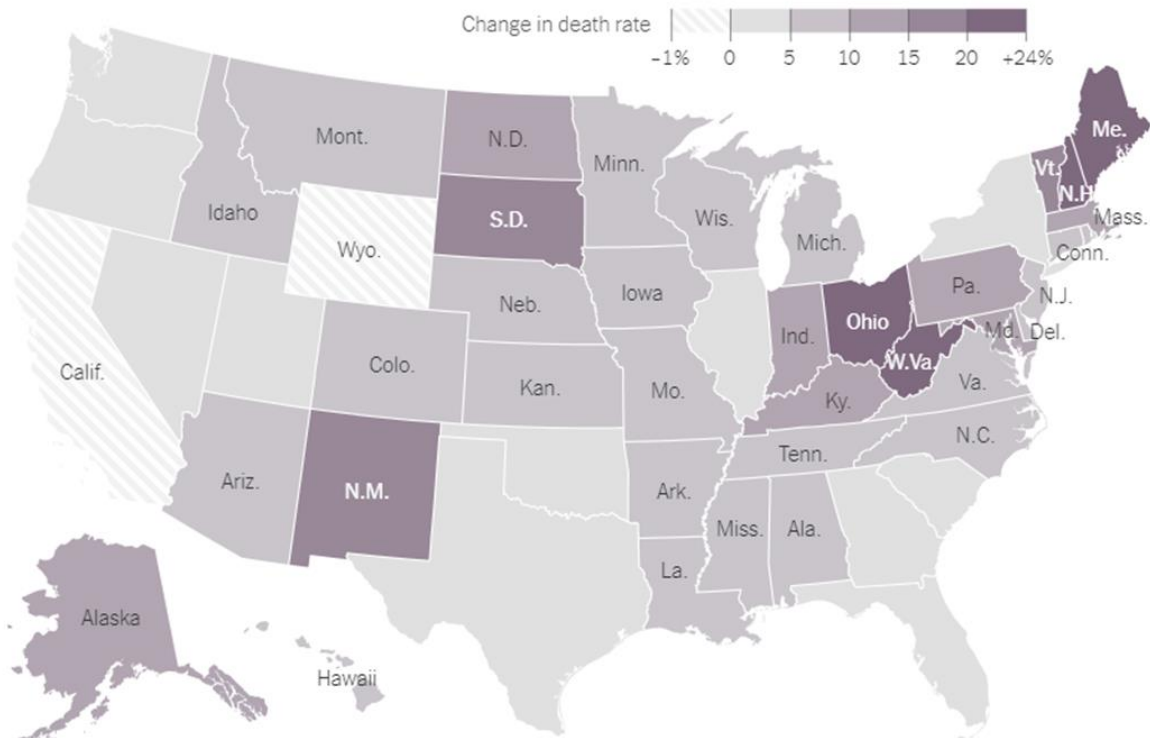 Change in death rate
−1% 0 5 10 15 20 +24%
Me.
Mont.
N.D.
Minn.
Vt.
N.H.
Idaho
S.D.
Wis.
Mass.
Wyo.
Mich.
Conn.
Pa.
Iowa
N.J.
Neb.
Ohio
Ind.
Md.
Del.
Calif.
Colo.
W.Va.
Kan.
Mo.
Va.
Ky.
N.C.
Tenn.
Ariz.
N.M.
Ark.
Miss.
Ala.
La.
Alaska
Hawaii